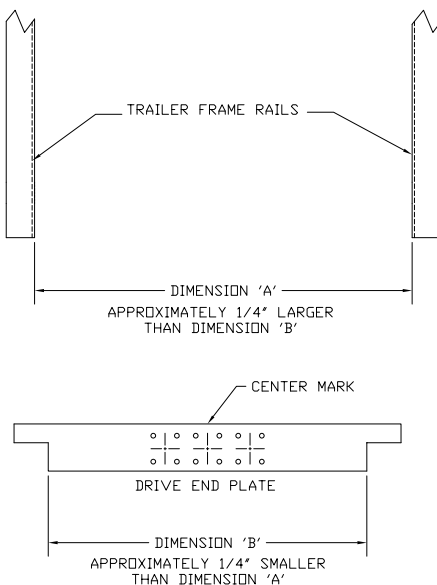 TRAILER FRAME RAILS
DIMENSION 'A'
APPROXIMATELY 1/4" LARGER
THAN DIMENSION 'B'
CENTER MARK
DRIVE END PLATE
DIMENSION 'B'
APPROXIMATELY 1/4" SMALLER
THAN DIMENSION 'A'